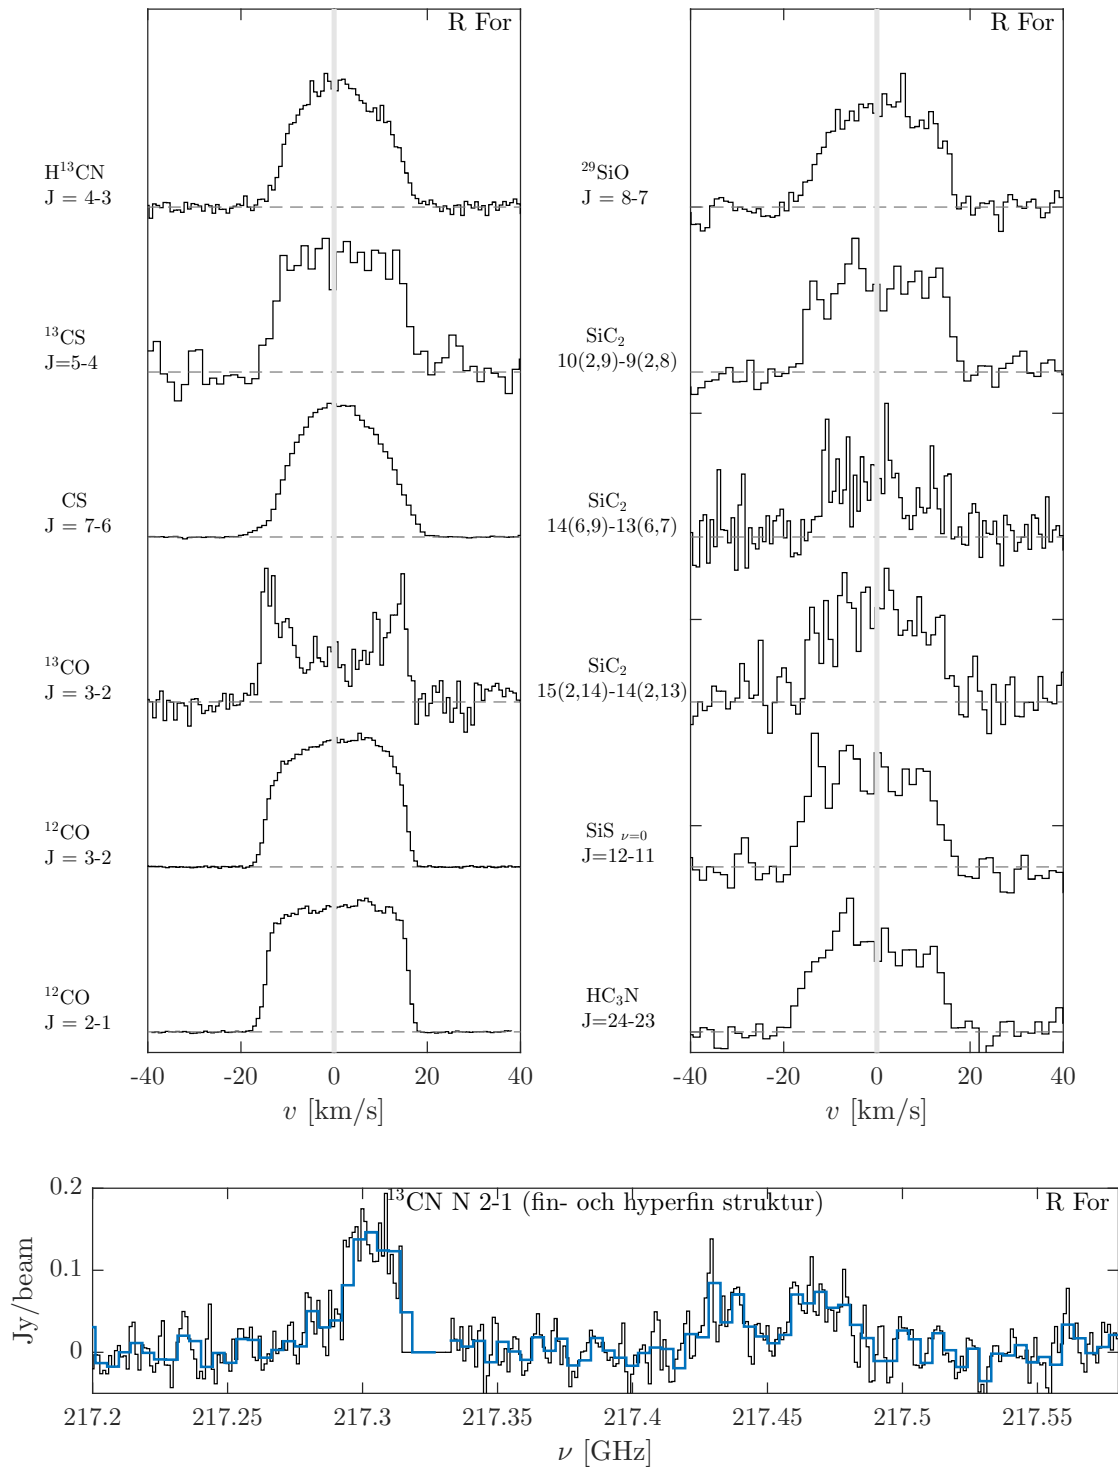 R For
H¹³CN
J = 4-3
¹³CS
J=5-4
CS
J = 7-6
¹³CO
J = 3-2
¹²CO
J = 3-2
¹²CO
J = 2-1
-40 -20 0 20 40
v [km/s]
R For
²⁹SiO
J = 8-7
SiC₂
10(2,9)-9(2,8)
SiC₂
14(6,9)-13(6,7)
SiC₂
15(2,14)-14(2,13)
SiS ν=0
J=12-11
HC₃N
J=24-23
-40 -20 0 20 40
v [km/s]
¹³CN N 2-1 (fin- och hyperfin struktur)
R For
0.2
0.1
0
Jy/beam
217.2 217.25 217.3 217.35 217.4 217.45 217.5 217.55
ν [GHz]